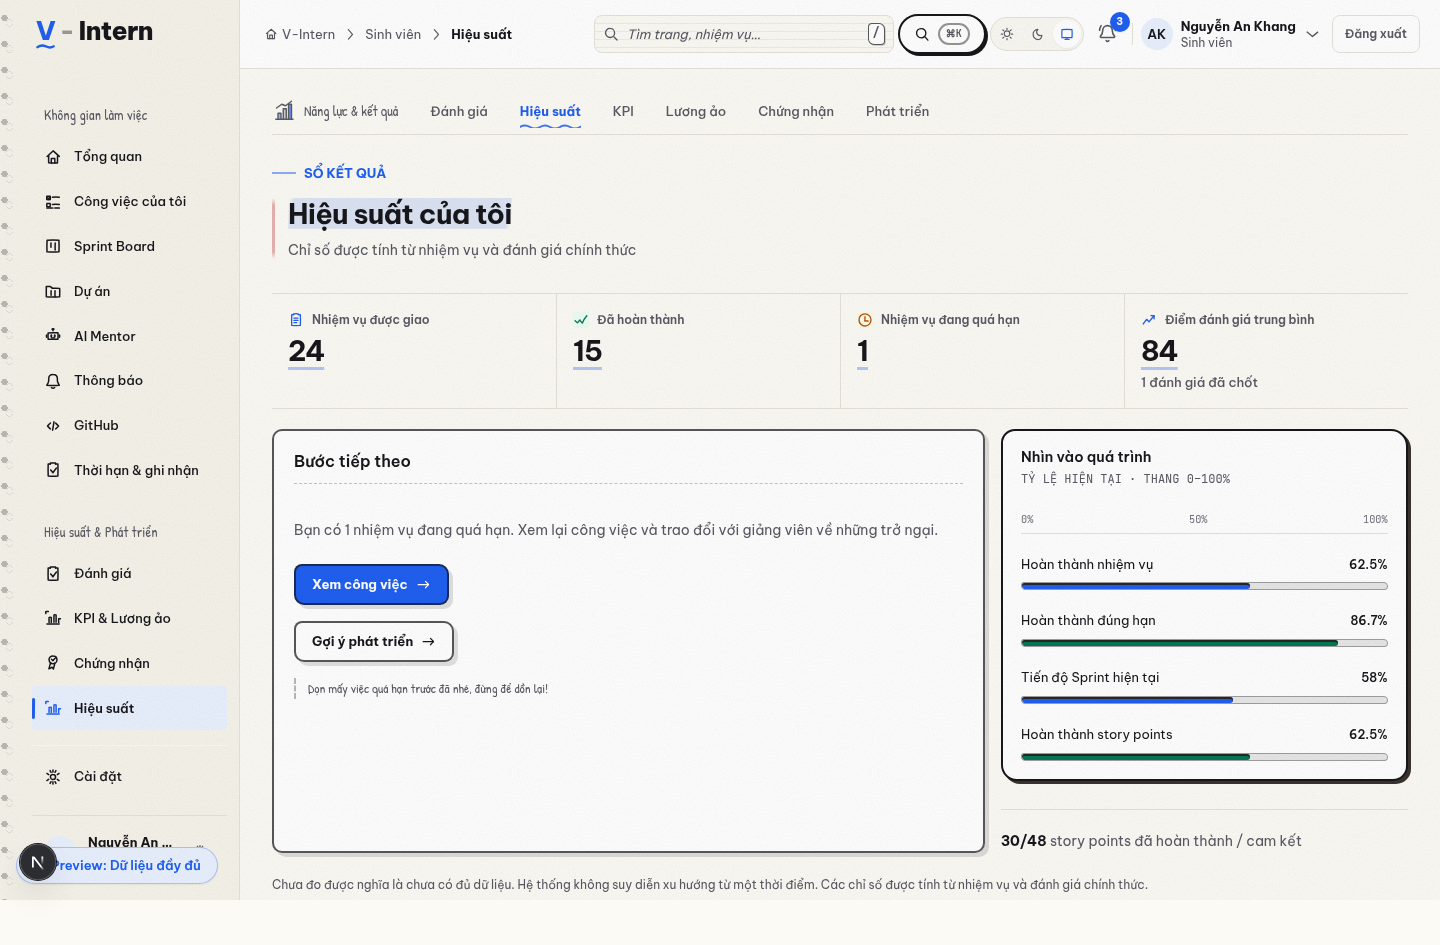 V - Intern
V-Intern > Sinh viên > Hiệu suất
Tìm trang, nhiệm vụ...
/
⌘K
3
AK
Nguyễn An Khang
Sinh viên
Đăng xuất
Không gian làm việc
Tổng quan
Công việc của tôi
Sprint Board
Dự án
AI Mentor
Thông báo
GitHub
Thời hạn & ghi nhận
Hiệu suất & Phát triển
Đánh giá
KPI & Lương ảo
Chứng nhận
Hiệu suất
Cài đặt
Nguyễn An ...
N
Preview: Dữ liệu đầy đủ
Năng lực & kết quả
Đánh giá
Hiệu suất
KPI
Lương ảo
Chứng nhận
Phát triển
SỔ KẾT QUẢ
Hiệu suất của tôi
Chỉ số được tính từ nhiệm vụ và đánh giá chính thức
Nhiệm vụ được giao
24
Đã hoàn thành
15
Nhiệm vụ đang quá hạn
1
Điểm đánh giá trung bình
84
1 đánh giá đã chốt
Bước tiếp theo
Bạn có 1 nhiệm vụ đang quá hạn. Xem lại công việc và trao đổi với giảng viên về những trở ngại.
Xem công việc →
Gợi ý phát triển →
Dọn mấy việc quá hạn trước đã nhé, đừng để dồn lại!
Nhìn vào quá trình
TỶ LỆ HIỆN TẠI · THANG 0–100%
0% 50% 100%
Hoàn thành nhiệm vụ 62.5%
Hoàn thành đúng hạn 86.7%
Tiến độ Sprint hiện tại 58%
Hoàn thành story points 62.5%
30/48 story points đã hoàn thành / cam kết
Chưa đo được nghĩa là chưa có đủ dữ liệu. Hệ thống không suy diễn xu hướng từ một thời điểm. Các chỉ số được tính từ nhiệm vụ và đánh giá chính thức.